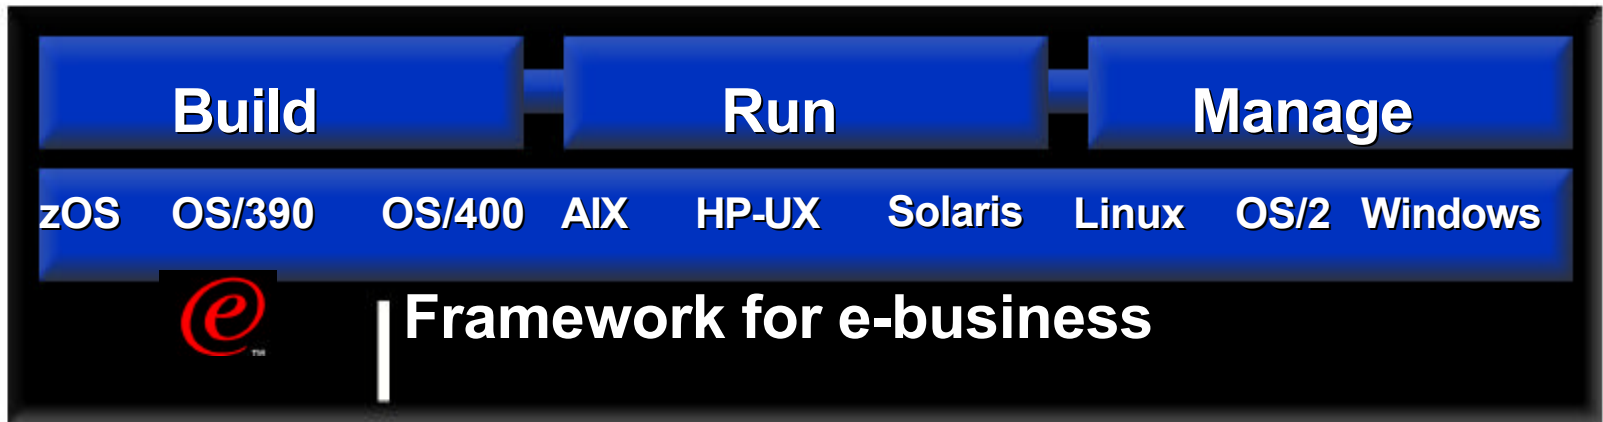 Build Run Manage
zOS OS/390 OS/400 AIX HP-UX Solaris Linux OS/2 Windows
e TM
Framework for e-business